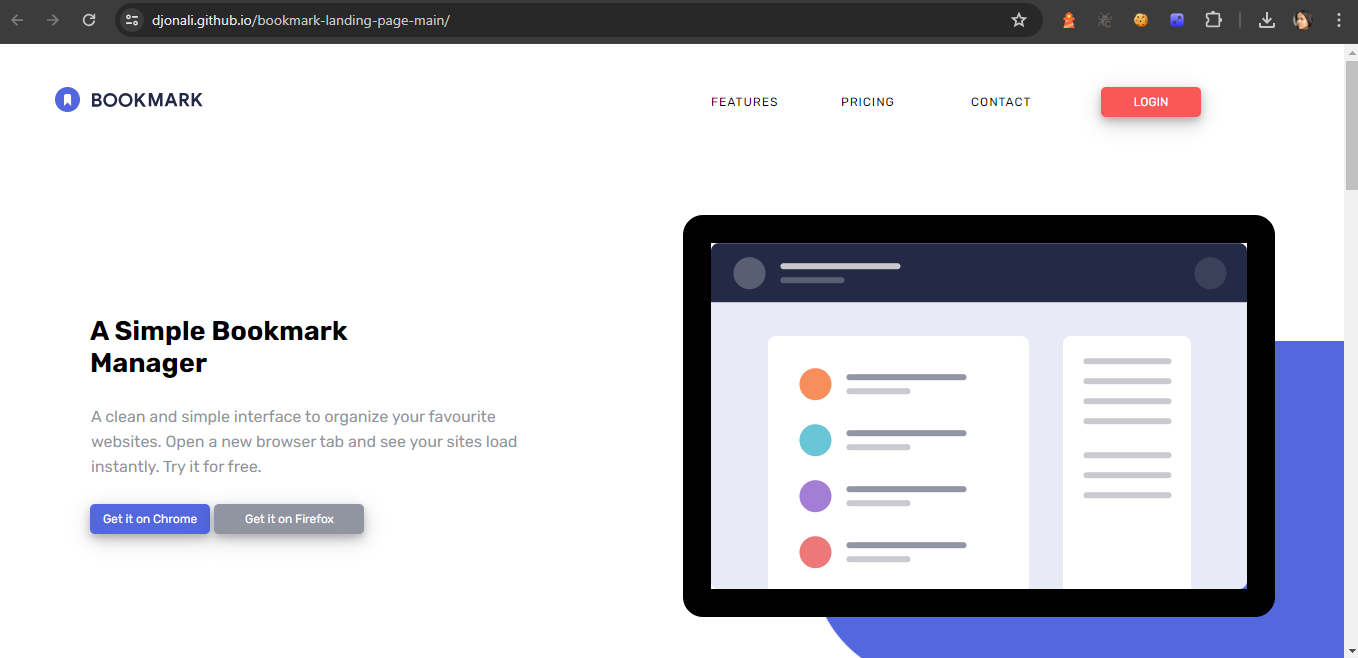 djonali.github.io/bookmark-landing-page-main/
BOOKMARK
FEATURES
PRICING
CONTACT
LOGIN
A Simple Bookmark
Manager
A clean and simple interface to organize your favourite
websites. Open a new browser tab and see your sites load
instantly. Try it for free.
Get it on Chrome
Get it on Firefox